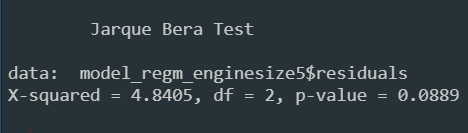 Jarque Bera Test
data:  model_regm_enginesize5$residuals
X-squared = 4.8405, df = 2, p-value = 0.0889